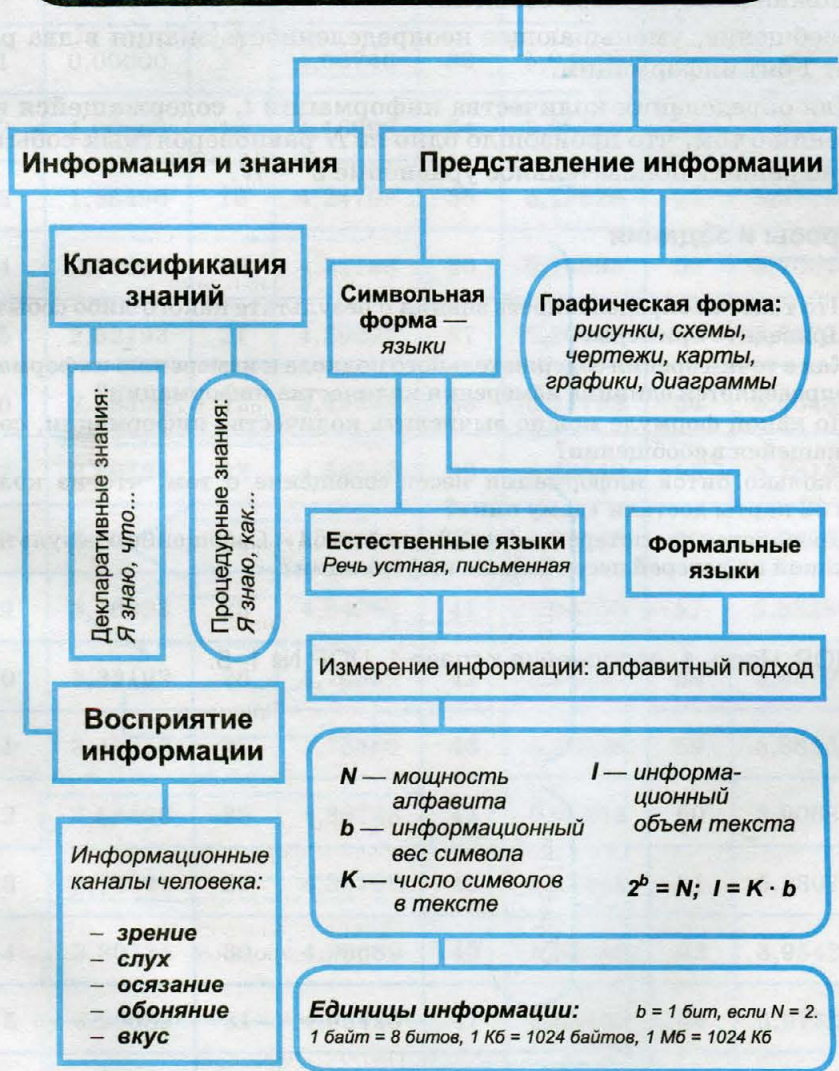 Информация и знания
Представление информации
Классификация
знаний
Символьная
форма —
языки
Графическая форма:
рисунки, схемы,
чертежи, карты,
графики, диаграммы
Декларативные знания:
Я знаю, что...
Процедурные знания:
Я знаю, как...
Естественные языки
Речь устная, письменная
Формальные
языки
Измерение информации: алфавитный подход
Восприятие
информации
N — мощность
алфавита
b — информационный
вес символа
K — число символов
в тексте
I — информа-
ционный
объем текста
2^b = N; I = K · b
Информационные
каналы человека:
– зрение
– слух
– осязание
– обоняние
– вкус
Единицы информации: b = 1 бит, если N = 2.
1 байт = 8 битов, 1 Кб = 1024 байтов, 1 Мб = 1024 Кб